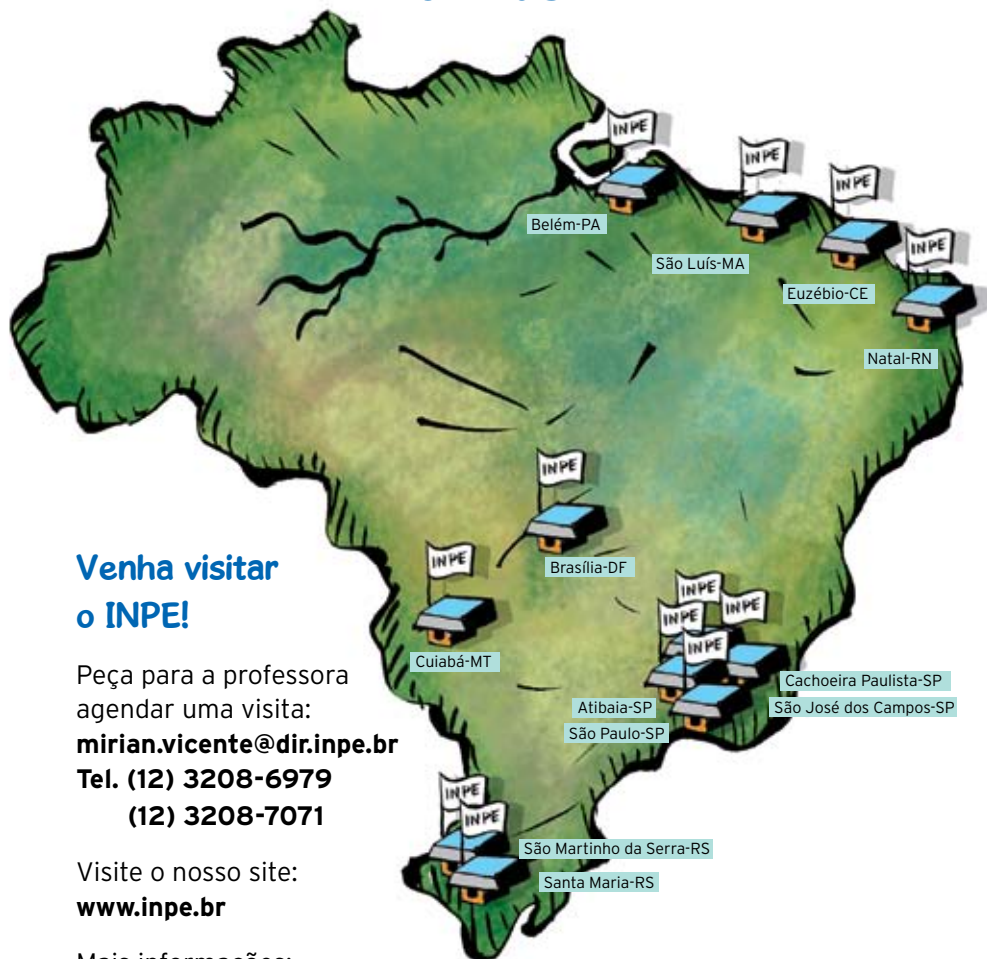 INPE
INPE
INPE
INPE
Belém-PA
São Luís-MA
Euzébio-CE
Natal-RN
INPE
Brasília-DF
INPE
Cuiabá-MT
INPE
INPE
INPE
INPE
Cachoeira Paulista-SP
Atibaia-SP
São José dos Campos-SP
São Paulo-SP
INPE
INPE
São Martinho da Serra-RS
Santa Maria-RS
Venha visitar
o INPE!
Peça para a professora
agendar uma visita:
mirian.vicente@dir.inpe.br
Tel. (12) 3208-6979
(12) 3208-7071
Visite o nosso site:
www.inpe.br
Mais informações: